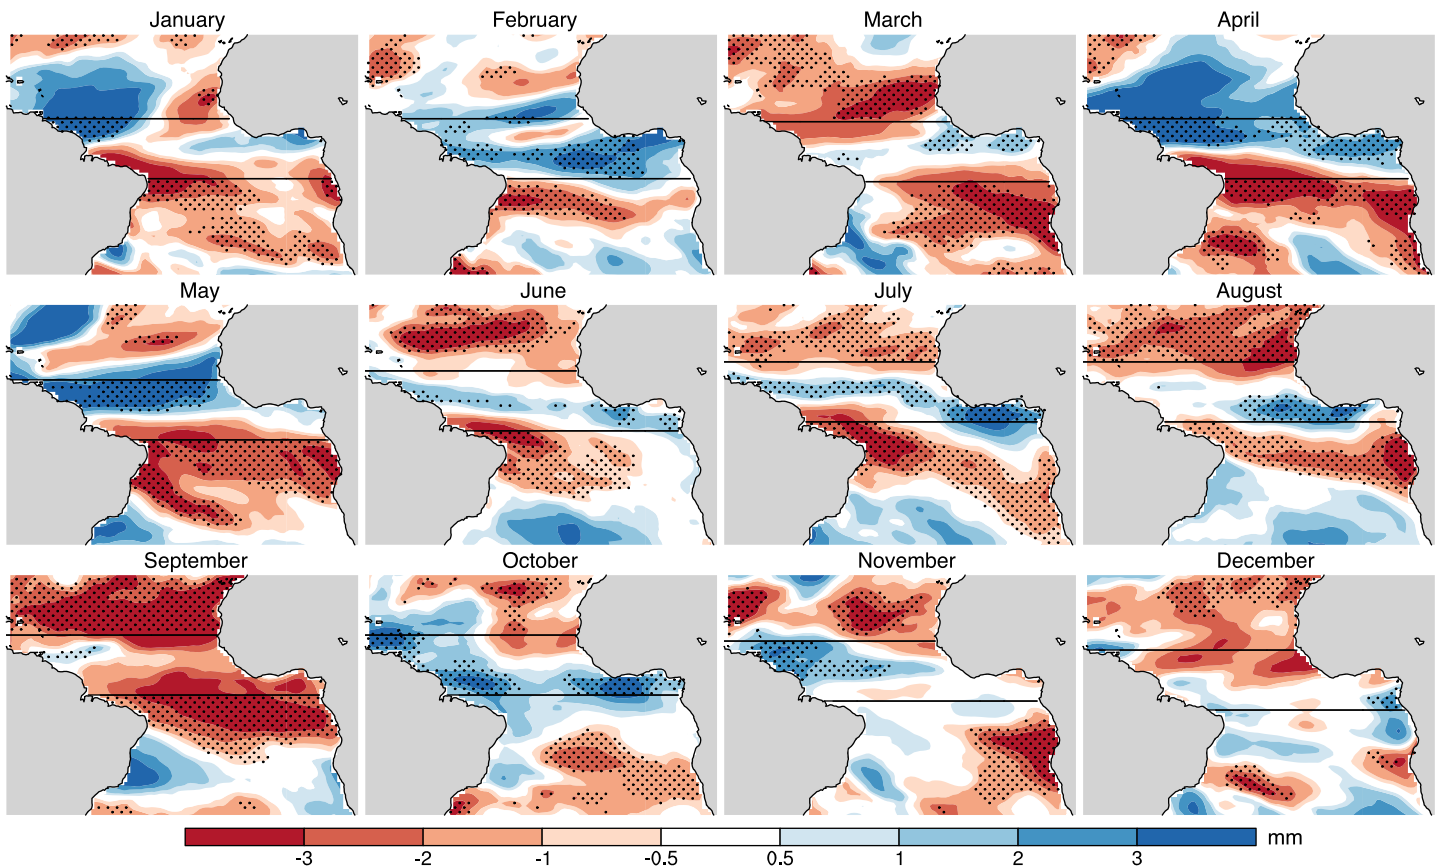 January February March April
May June July August
September October November December
mm
-3 -2 -1 -0.5 0.5 1 2 3